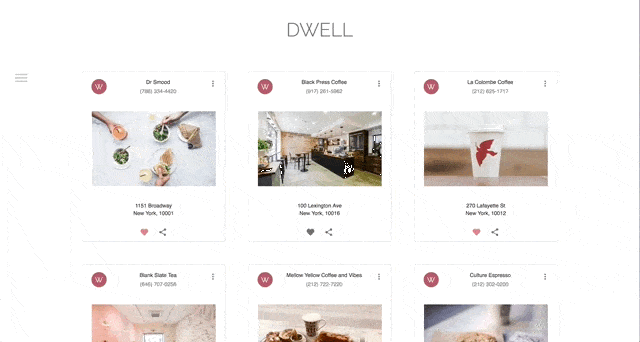 DWELL
W
Dr Smood
(788) 334-4420
1151 Broadway
New York, 10001
W
Black Press Coffee
(917) 261-5862
100 Lexington Ave
New York, 10016
W
La Colombe Coffee
(212) 625-1717
270 Lafayette St
New York, 10012
W
Blank Slate Tea
(646) 707-0258
W
Mellow Yellow Coffee and Vibes
(212) 722-7220
W
Culture Espresso
(212) 302-0200